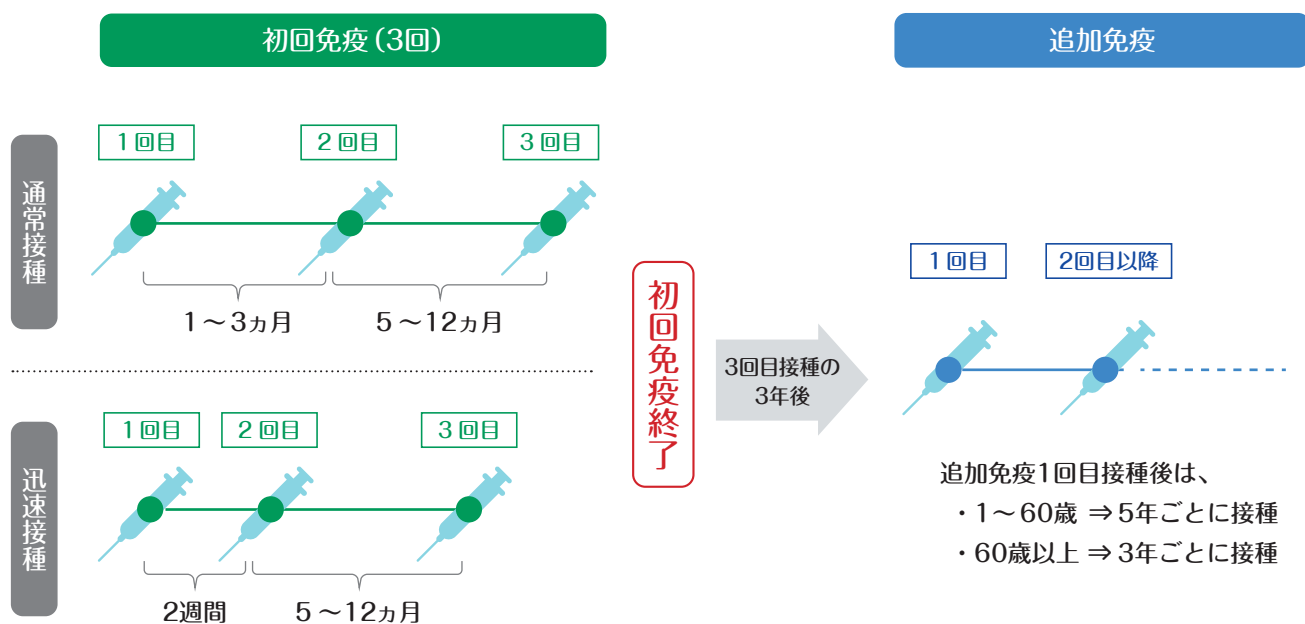 初回免疫（3回）
追加免疫
通常接種
1回目
2回目
3回目
1～3ヵ月
5～12ヵ月
迅速接種
1回目
2回目
3回目
2週間
5～12ヵ月
初回免疫終了
3回目接種の
3年後
1回目
2回目以降
追加免疫1回目接種後は、
・1～60歳 ⇒5年ごとに接種
・60歳以上 ⇒3年ごとに接種